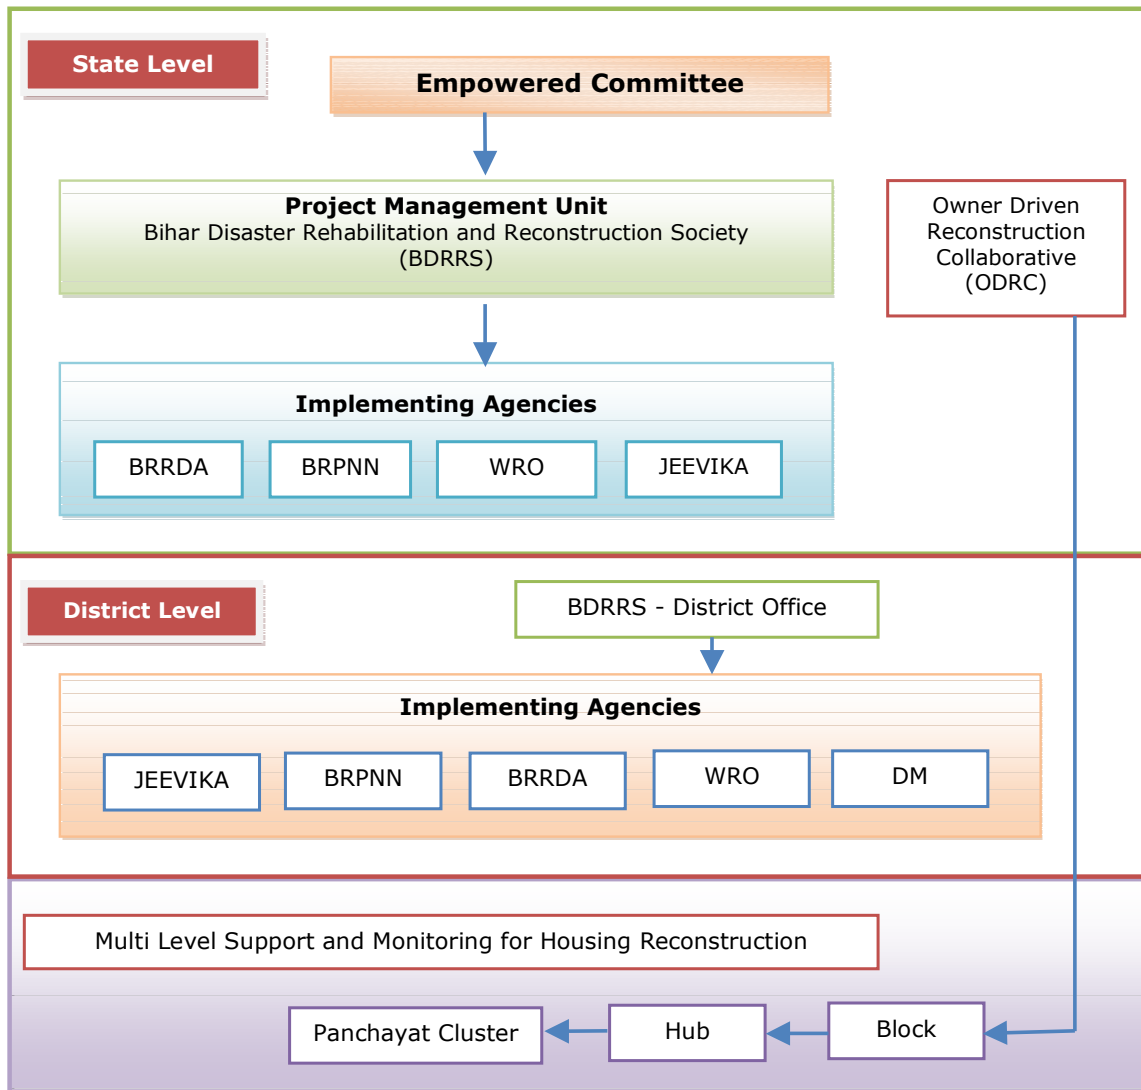 State Level
Empowered Committee
Project Management Unit
Bihar Disaster Rehabilitation and Reconstruction Society
(BDRRS)
Owner Driven
Reconstruction
Collaborative
(ODRC)
Implementing Agencies
BRRDA
BRPNN
WRO
JEEVIKA
District Level
BDRRS - District Office
Implementing Agencies
JEEVIKA
BRPNN
BRRDA
WRO
DM
Multi Level Support and Monitoring for Housing Reconstruction
Panchayat Cluster
Hub
Block